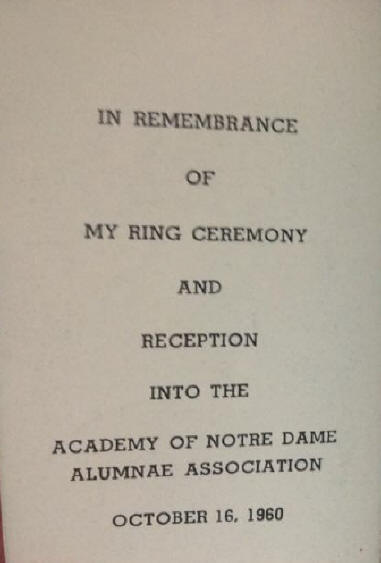 IN REMEMBRANCE
OF
MY RING CEREMONY
AND
RECEPTION
INTO THE
ACADEMY OF NOTRE DAME
ALUMNAE ASSOCIATION
OCTOBER 16, 1960